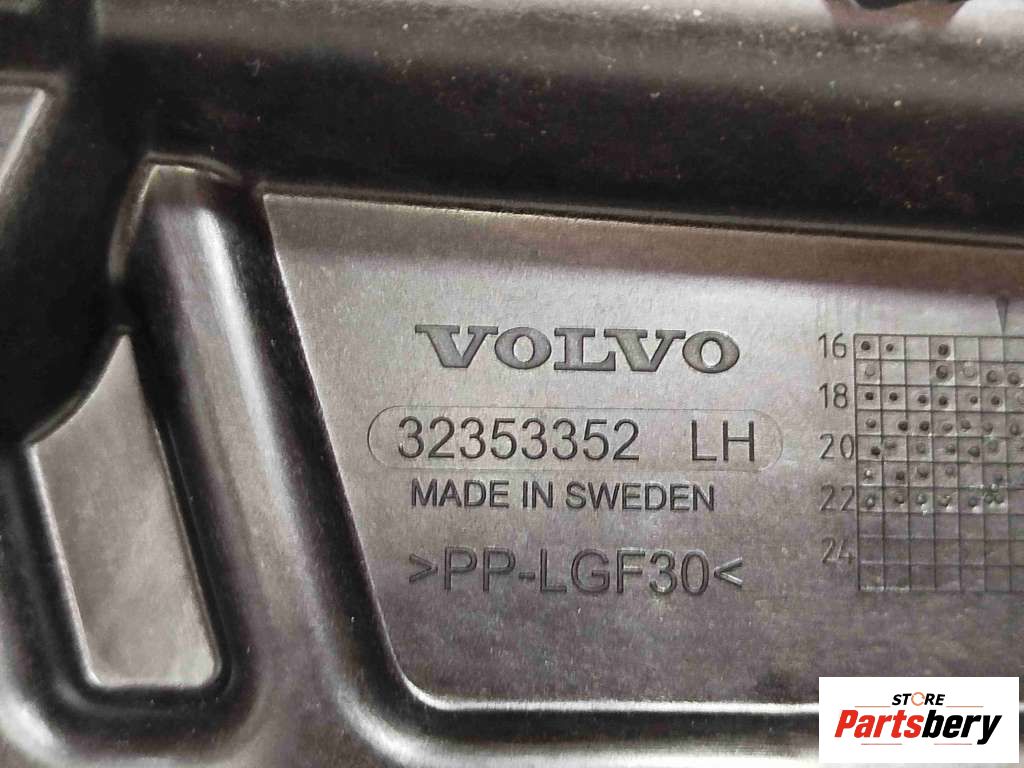 VOLVO
32353352 LH
MADE IN SWEDEN
>PP-LGF30<
16
18
20
22
24
STORE
Partsbery